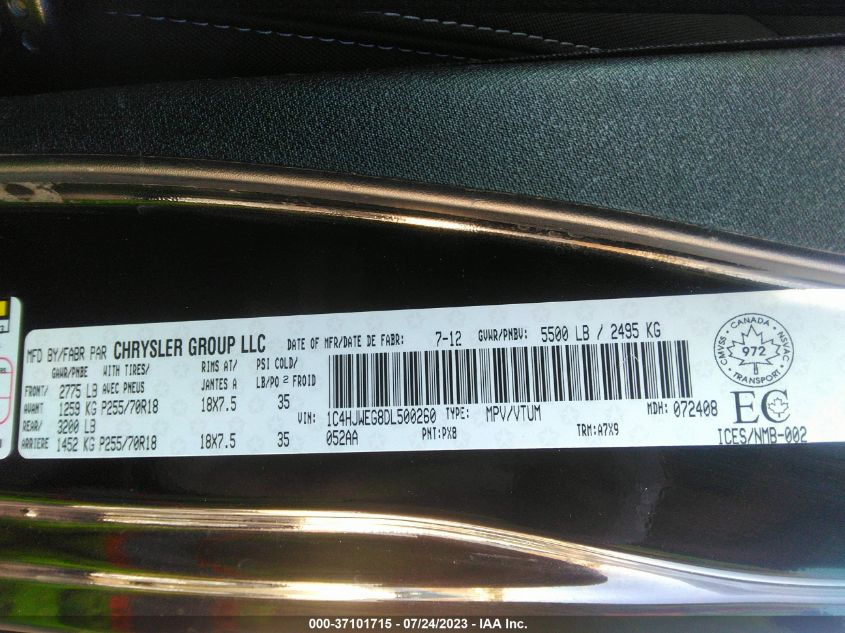 MFD BY/FABR PAR CHRYSLER GROUP LLC DATE OF MFR/DATE DE FABR: 7-12 GVWR/PNBV: 5500 LB / 2495 KG
GAWR/PNBE WITH TIRES/ RIMS AT/ PSI COLD/
FRONT/ 2775 LB AVEC PNEUS JANTES A LB/PO 2 FROID
AVANT 1259 KG P255/70R18 18X7.5 35
REAR/ 3200 LB
ARRIERE 1452 KG P255/70R18 18X7.5 35
VIN: 1C4HJWEG8DL500260 TYPE: MPV/VTUM MDH: 072408
052AA PNT: PX8 TRM: A7X9
CANADA
CMVSS 972 NSVAC
TRANSPORT
EC
ICES/NMB-002
000-37101715 - 07/24/2023 - IAA Inc.